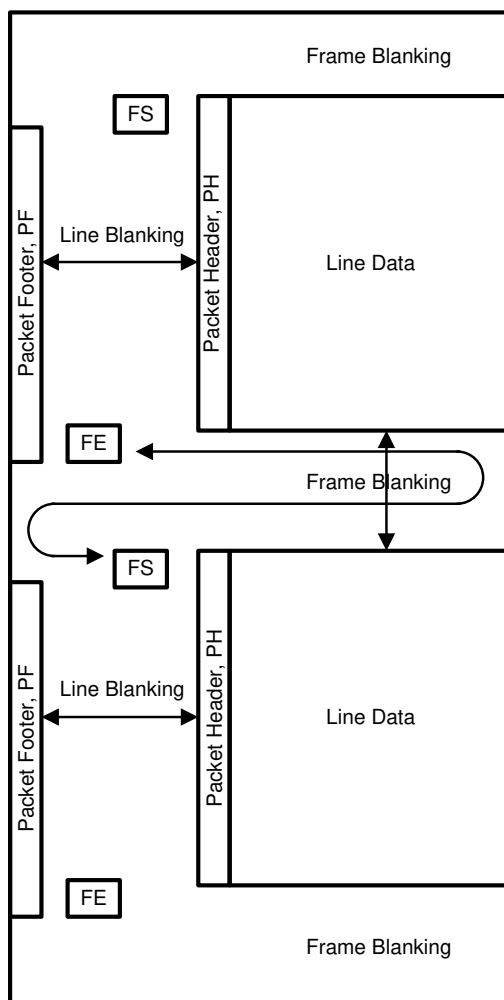 Frame Blanking
FS
Packet Footer, PF
Line Blanking
Packet Header, PH
Line Data
FE
Frame Blanking
FS
Packet Footer, PF
Line Blanking
Packet Header, PH
Line Data
FE
Frame Blanking